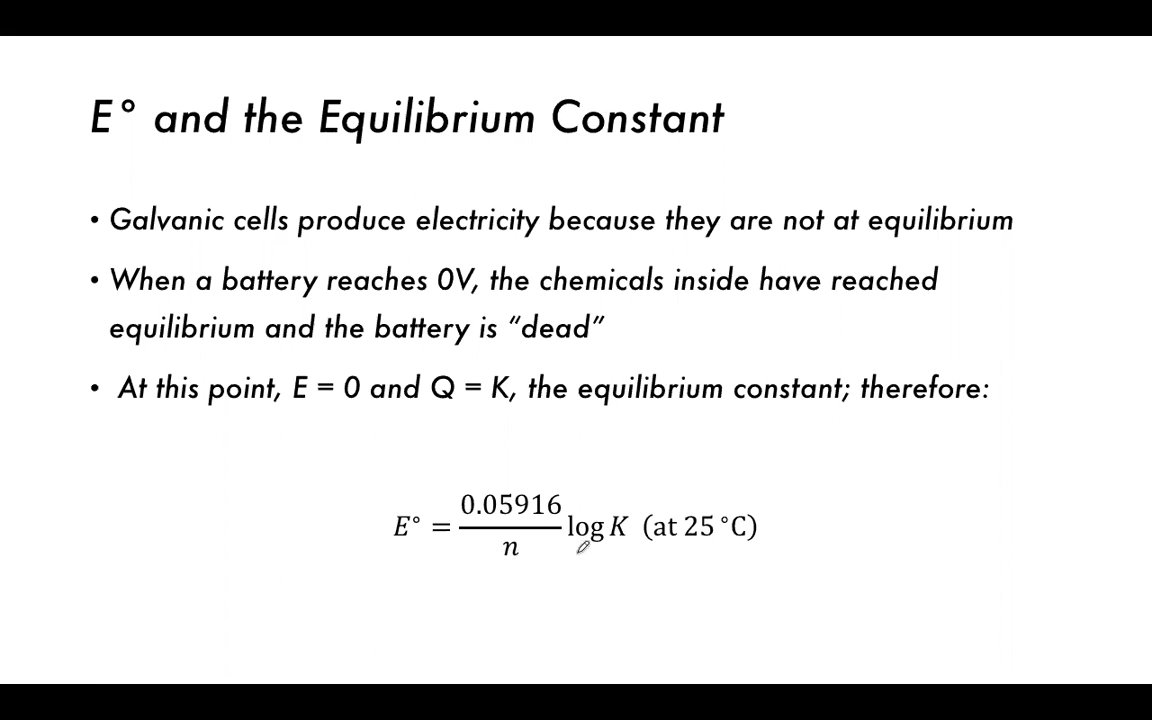 E° and the Equilibrium Constant
• Galvanic cells produce electricity because they are not at equilibrium
• When a battery reaches 0V, the chemicals inside have reached
equilibrium and the battery is “dead”
• At this point, E = 0 and Q = K, the equilibrium constant; therefore:
E° = 0.05916/n log K (at 25 °C)